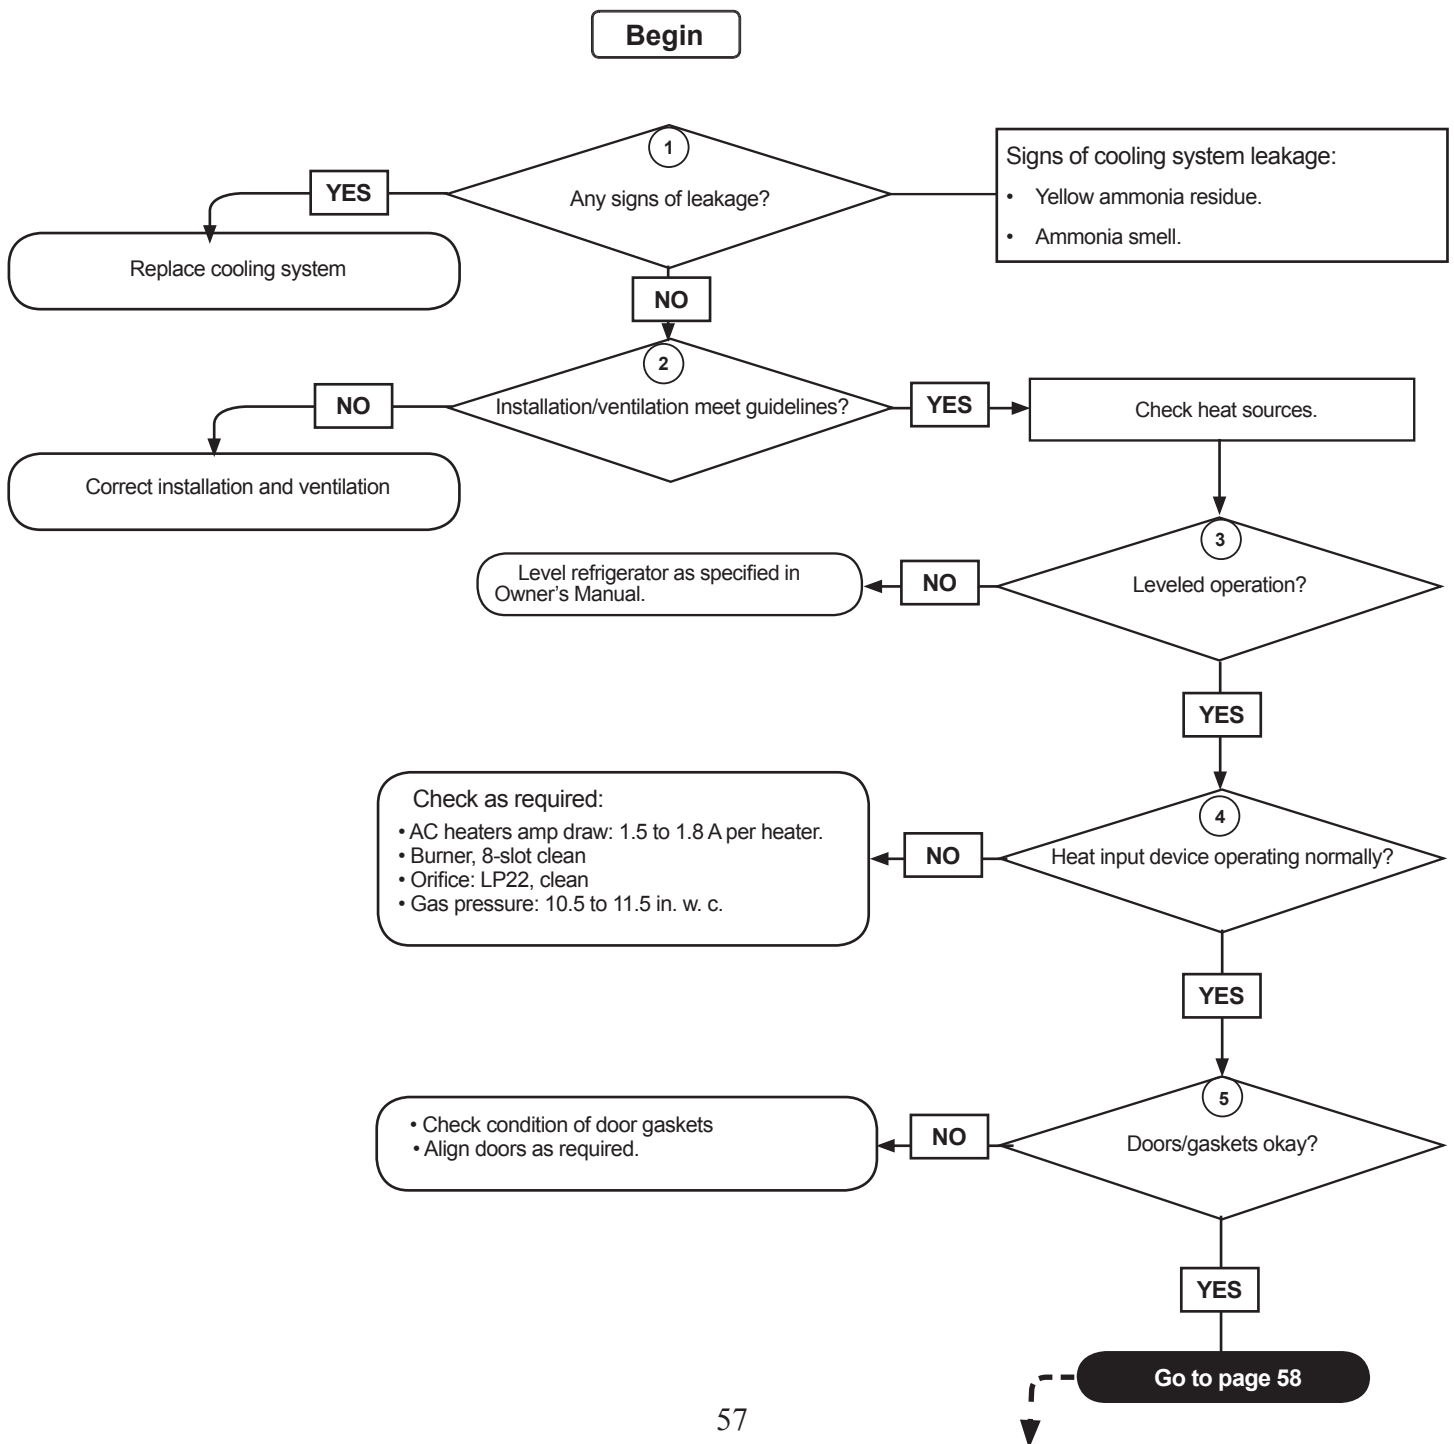 Begin
1
Any signs of leakage?
Signs of cooling system leakage:
• Yellow ammonia residue.
• Ammonia smell.
YES
Replace cooling system
NO
2
Installation/ventilation meet guidelines?
NO
YES
Check heat sources.
Correct installation and ventilation
3
Leveled operation?
NO
Level refrigerator as specified in
Owner's Manual.
YES
4
Heat input device operating normally?
NO
Check as required:
• AC heaters amp draw: 1.5 to 1.8 A per heater.
• Burner, 8-slot clean
• Orifice: LP22, clean
• Gas pressure: 10.5 to 11.5 in. w. c.
YES
5
Doors/gaskets okay?
NO
• Check condition of door gaskets
• Align doors as required.
YES
Go to page 58
57